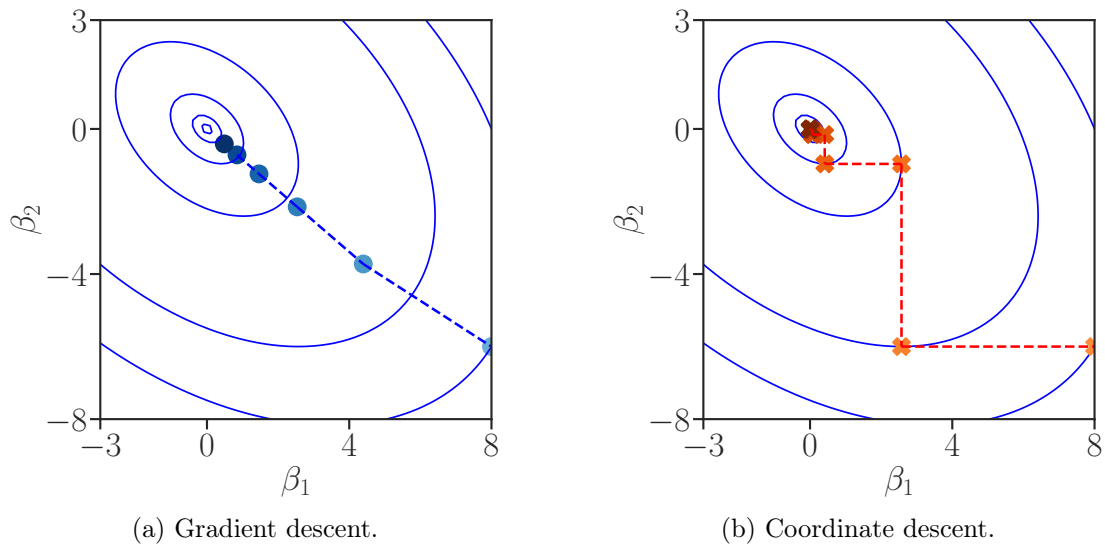 3
0
−4
−8
β₂
−3
0
4
8
β₁
(a) Gradient descent.
3
0
−4
−8
β₂
−3
0
4
8
β₁
(b) Coordinate descent.